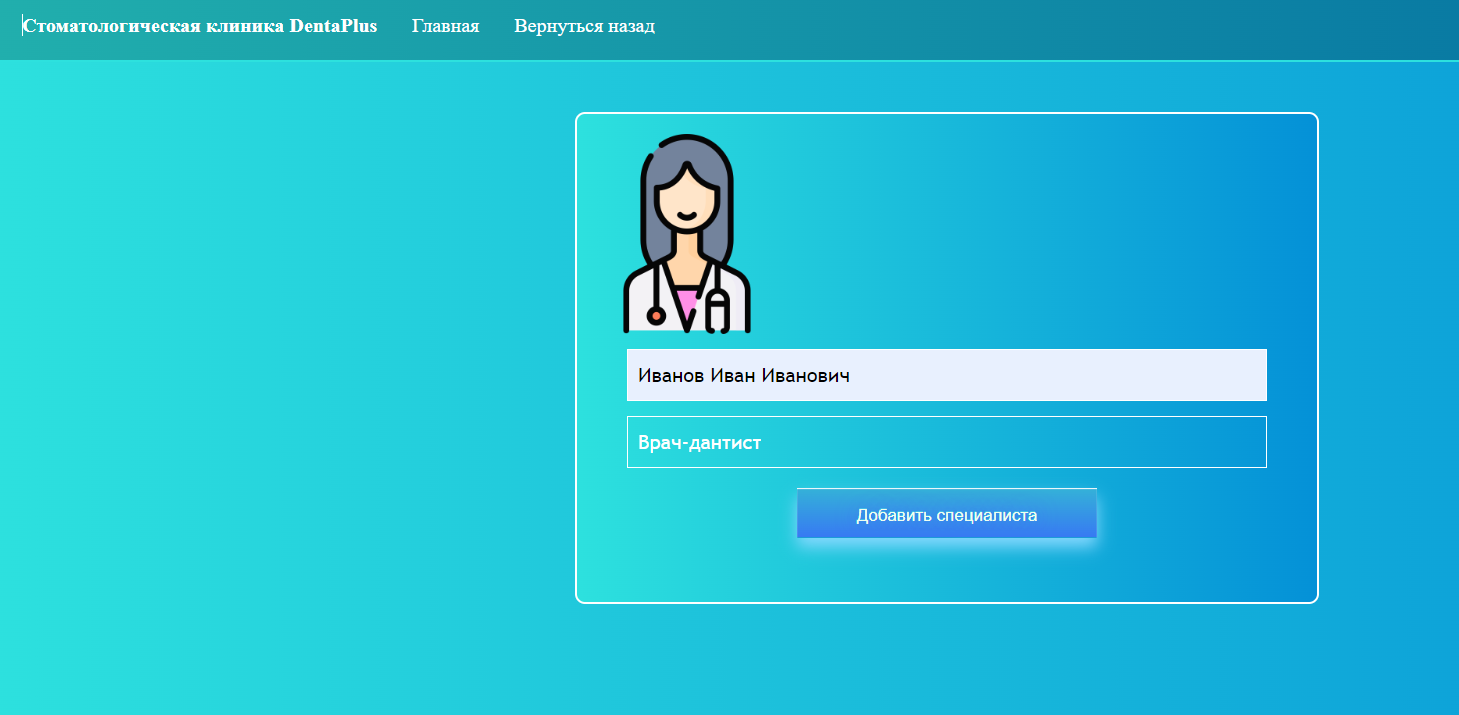 Стоматологическая клиника DentaPlus Главная Вернуться назад
Иванов Иван Иванович
Врач-дантист
Добавить специалиста